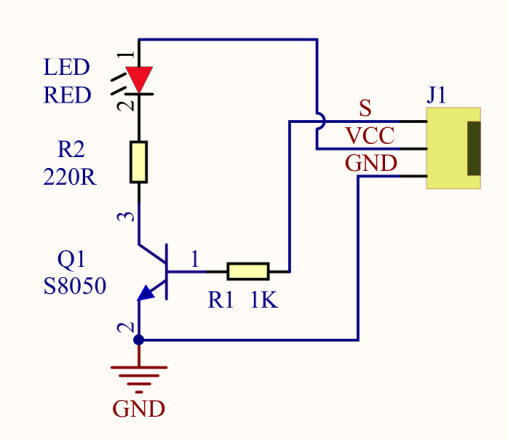 1
LED
RED
2
J1
S
VCC
GND
R2
220R
3
Q1
S8050
1
R1 1K
2
GND